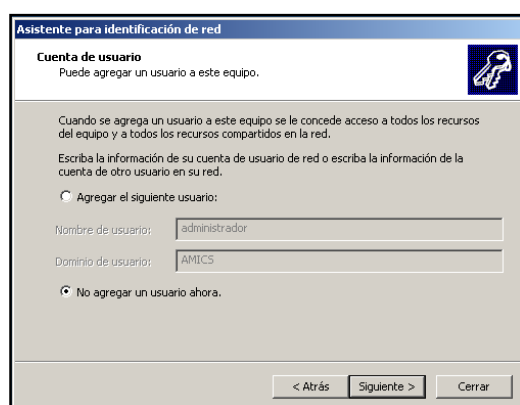 Asistente para identificación de red
Cuenta de usuario
Puede agregar un usuario a este equipo.
Cuando se agrega un usuario a este equipo se le concede acceso a todos los recursos
del equipo y a todos los recursos compartidos en la red.
Escriba la información de su cuenta de usuario de red o escriba la información de la
cuenta de otro usuario en su red.
Agregar el siguiente usuario:
Nombre de usuario: administrador
Dominio de usuario: AMICS
No agregar un usuario ahora.
< Atrás Siguiente > Cerrar